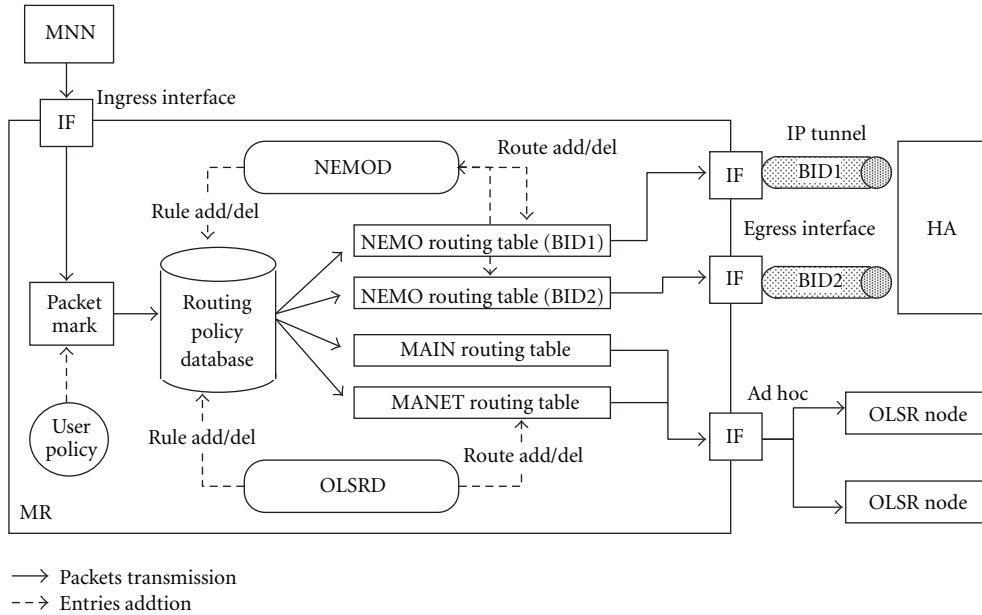 MNN
Ingress interface
IF
NEMOD
Route add/del
IP tunnel
IF
BID1
Rule add/del
NEMO routing table (BID1)
Egress interface
HA
IF
BID2
NEMO routing table (BID2)
Packet
mark
Routing
policy
database
MAIN routing table
MANET routing table
Ad hoc
IF
OLSR node
OLSR node
User
policy
Rule add/del
Route add/del
OLSRD
MR
Packets transmission
Entries addtion